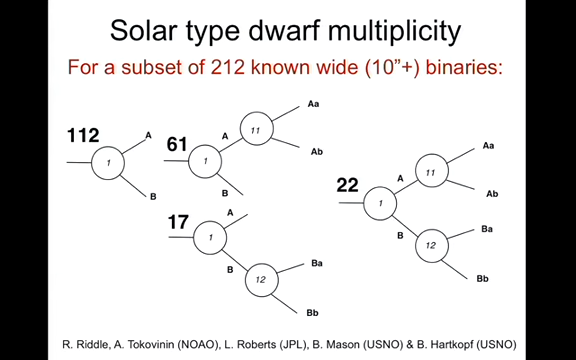 Solar type dwarf multiplicity
For a subset of 212 known wide (10”+) binaries:
112
1
A
B
61
1
A
B
11
Aa
Ab
17
1
A
B
12
Ba
Bb
22
1
A
B
11
Aa
Ab
12
Ba
Bb
R. Riddle, A. Tokovinin (NOAO), L. Roberts (JPL), B. Mason (USNO) & B. Hartkopf (USNO)